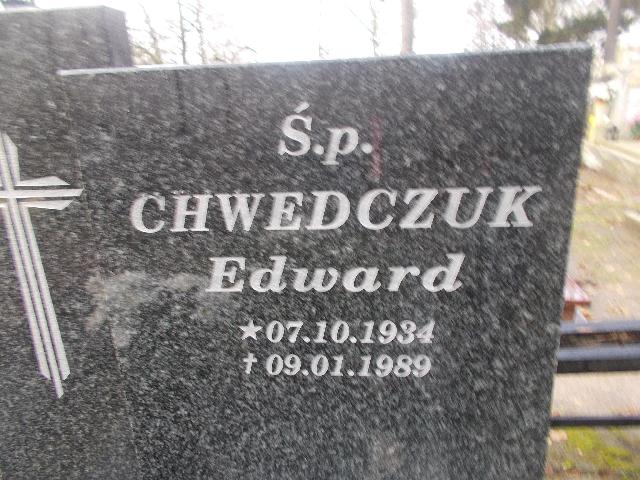 Ś.p.
CHWEDCZUK
Edward
★07.10.1934
†09.01.1989